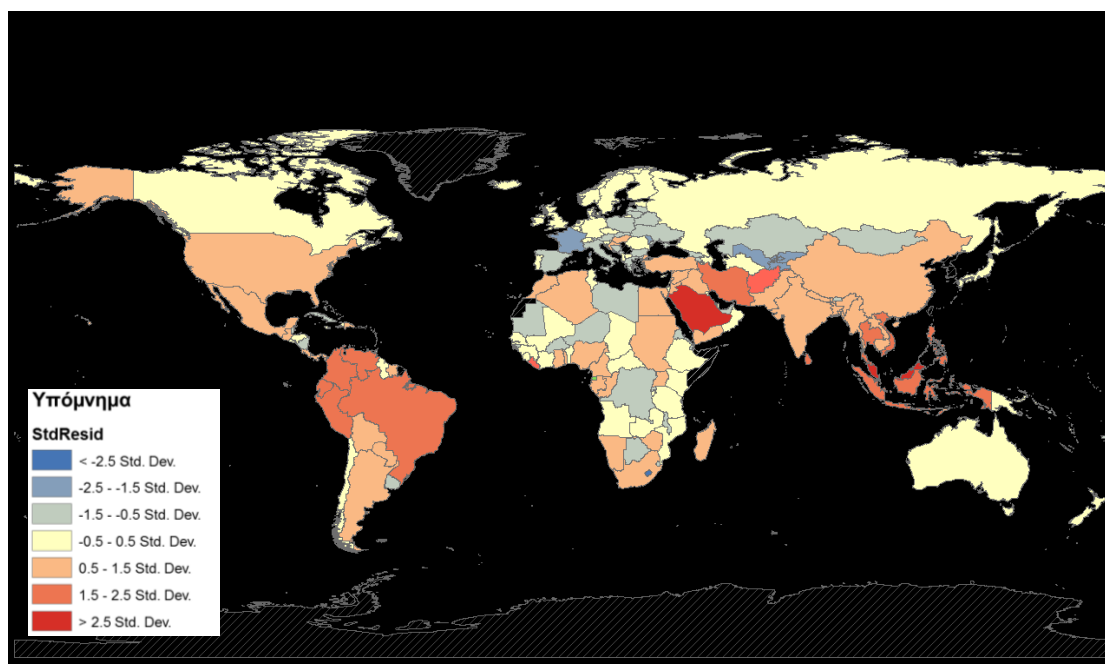 Υπόμνημα
StdResid
< -2.5 Std. Dev.
-2.5 - -1.5 Std. Dev.
-1.5 - -0.5 Std. Dev.
-0.5 - 0.5 Std. Dev.
0.5 - 1.5 Std. Dev.
1.5 - 2.5 Std. Dev.
> 2.5 Std. Dev.